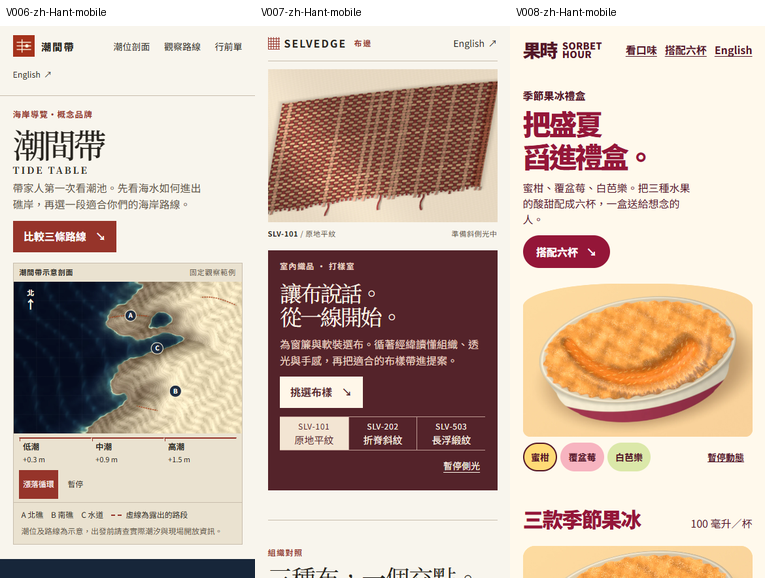 V006-zh-Hant-mobile
潮間帶
潮位剖面 觀察路線 行前單
English ↗
海岸導覽・概念品牌
潮間帶
TIDE TABLE
帶家人第一次看潮池。先看海水如何進出
礁岸，再選一段適合你們的海岸路線。
比較三條路線 ↘
潮間帶示意剖面 固定觀察範例
北
↑
A
C
B
低潮 中潮 高潮
+0.3 m +0.9 m +1.5 m
漲落循環 暫停
A 北礁 B 南礁 C 水道 虛線為露出的路段
潮位及路線為示意，出發前請查實際潮汐與現場開放資訊。
V007-zh-Hant-mobile
SELVEDGE 布邊
English ↗
SLV-101 / 原地平紋 準備斜側光中
室內織品・打樣室
讓布說話。
從一線開始。
為窗簾與軟裝選布。循著經緯讀懂組織、透
光與手感，再把適合的布樣帶進提案。
挑選布樣 ↘
SLV-101 SLV-202 SLV-503
原地平紋 折脊斜紋 長浮緞紋
暫停側光
組織對照
三種布，一個交點。
V008-zh-Hant-mobile
果時 SORBET
HOUR
看口味 搭配六杯 English
季節果冰禮盒
把盛夏
舀進禮盒。
蜜柑、覆盆莓、白芭樂。把三種水果
的酸甜配成六杯，一盒送給想念的
人。
搭配六杯 ↘
蜜柑 覆盆莓 白芭樂 暫停動態
三款季節果冰 100 毫升／杯